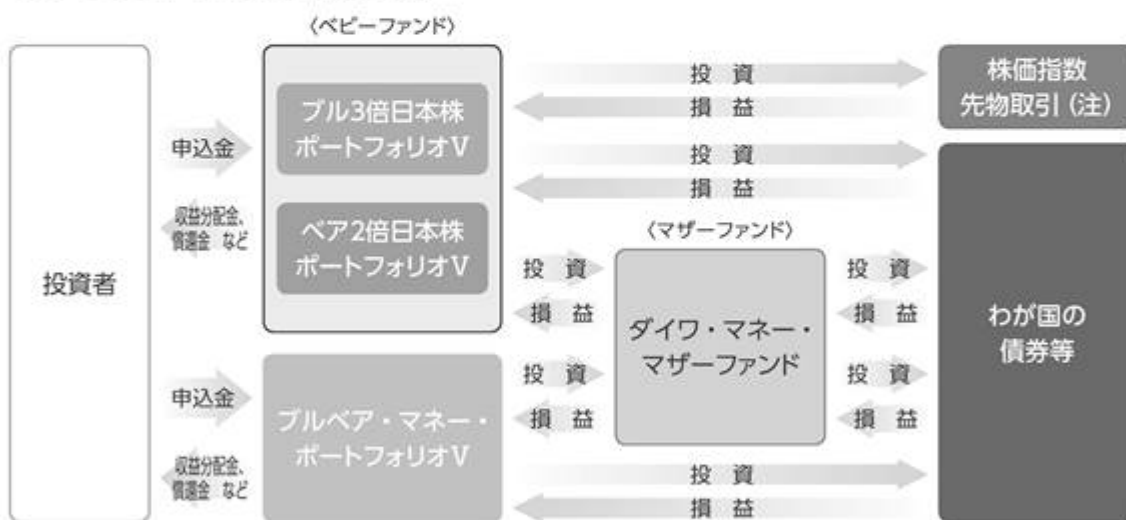 〈ベビーファンド〉
投資者
申込金
収益分配金、
償還金 など
ブル3倍日本株
ポートフォリオⅤ
ベア2倍日本株
ポートフォリオⅤ
投 資
損 益
投 資
損 益
株価指数
先物取引(注)
〈マザーファンド〉
投 資
損 益
ダイワ・マネー・
マザーファンド
投 資
損 益
わが国の
債券等
申込金
収益分配金、
償還金 など
ブルベア・マネー・
ポートフォリオⅤ
投 資
損 益
投 資
損 益
投 資
損 益